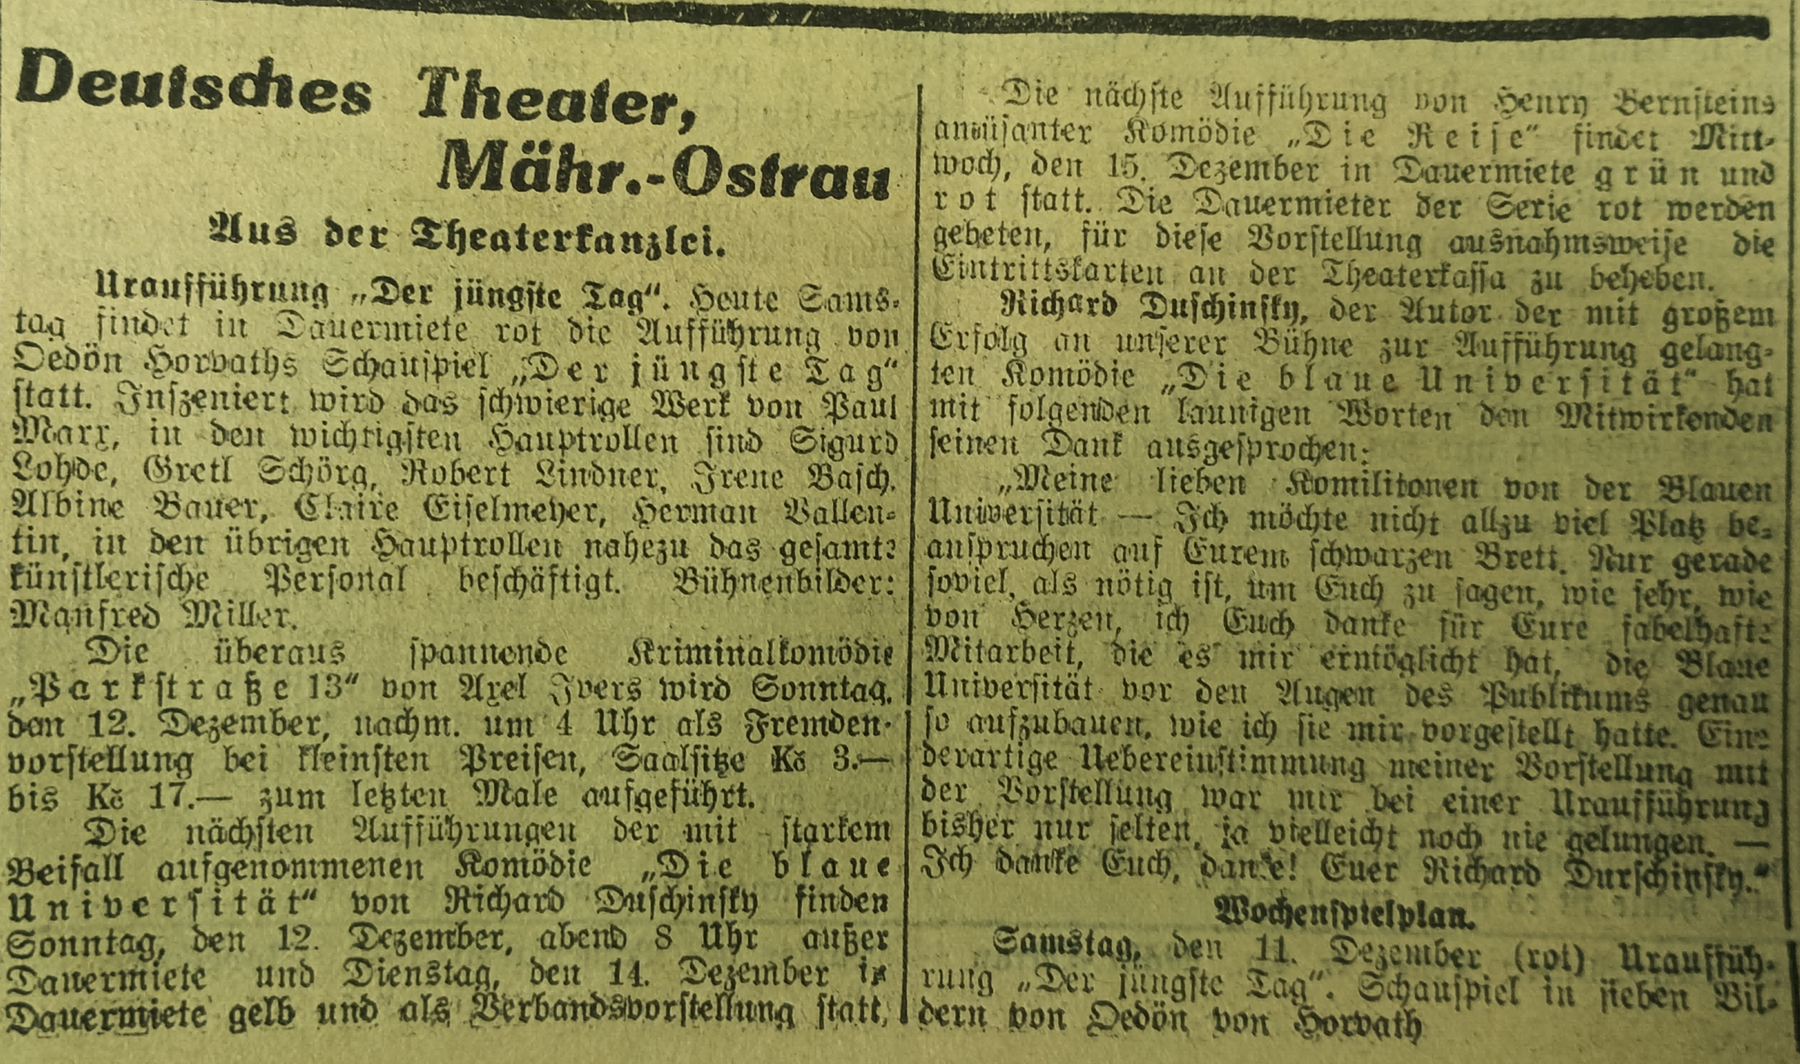 Deutsches Theater,
Mähr.-Ostrau
Aus der Theaterkanzlei.
Uraufführung „Der jüngste Tag“. Heute Sams-
tag findet in Dauermiete rot die Aufführung von
Oedön Horvaths Schauspiel „Der jüngste Tag“
statt. Inszeniert wird das schwierige Werk von Paul
Marx, in den wichtigsten Hauptrollen sind Sigurd
Lohde, Gretl Schörg, Robert Lindner, Irene Basch,
Albine Bauer, Claire Eiselmeyer, Herman Vallen-
tin, in den übrigen Hauptrollen nahezu das gesamte
künstlerische Personal beschäftigt. Bühnenbilder:
Manfred Miller.
Die überaus spannende Kriminalkomödie
„Parkstraße 13“ von Axel Ivers wird Sonntag,
den 12. Dezember, nachm. um 4 Uhr als Fremden-
vorstellung bei kleinsten Preisen, Saalsitze Kč 3.—
bis Kč 17.— zum letzten Male aufgeführt.
Die nächsten Aufführungen der mit starkem
Beifall aufgenommenen Komödie „Die blaue
Universität“ von Richard Duschinsky finden
Sonntag, den 12. Dezember, abend 8 Uhr außer
Dauermiete und Dienstag, den 14. Dezember in
Dauermiete gelb und als Verbandsvorstellung statt.
Die nächste Aufführung von Henry Bernsteins
amüsanter Komödie „Die Reise“ findet Mitt-
woch, den 15. Dezember in Dauermiete grün und
rot statt. Die Dauermieter der Serie rot werden
gebeten, für diese Vorstellung ausnahmsweise die
Eintrittskarten an der Theaterkassa zu beheben.
Richard Duschinsky, der Autor der mit großem
Erfolg an unserer Bühne zur Aufführung gelang-
ten Komödie „Die blaue Universität“ hat
mit folgenden launigen Worten den Mitwirkenden
seinen Dank ausgesprochen:
„Meine lieben Komilitonen von der Blauen
Universität — Ich möchte nicht allzu viel Platz be-
anspruchen auf Eurem schwarzen Brett. Nur gerade
soviel, als nötig ist, um Euch zu sagen, wie sehr, wie
von Herzen, ich Euch danke für Eure fabelhafte
Mitarbeit, die es mir ermöglicht hat, die Blaue
Universität vor den Augen des Publikums genau
so aufzubauen, wie ich sie mir vorgestellt hatte. Eine
derartige Uebereinstimmung meiner Vorstellung mit
der Vorstellung war mir bei einer Uraufführung
bisher nur selten, ja vielleicht noch nie gelungen. —
Ich danke Euch, danke! Euer Richard Durschinsky.“
Wochenspielplan.
Samstag, den 11. Dezember (rot) Urauffüh-
rung „Der jüngste Tag“. Schauspiel in sieben Bil-
dern von Oedön von Horvath